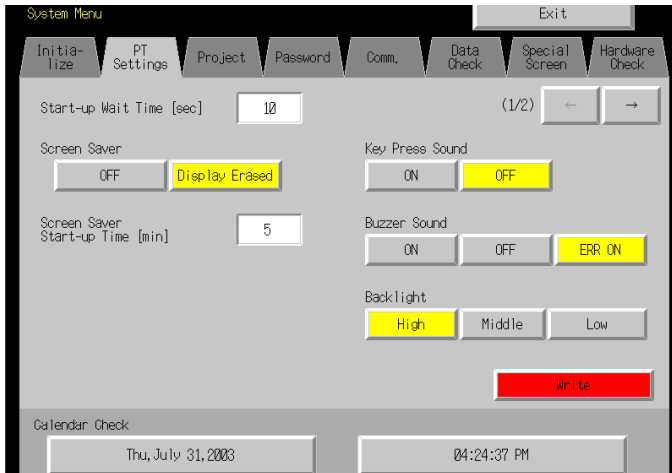 System Menu
Exit
Initia-
lize
PT
Settings
Project
Password
Comm.
Data
Check
Special
Screen
Hardware
Check
Start-up Wait Time [sec]
10
(1/2)
←
→
Screen Saver
OFF
Display Erased
Key Press Sound
ON
OFF
Screen Saver
Start-up Time [min]
5
Buzzer Sound
ON
OFF
ERR ON
Backlight
High
Middle
Low
Write
Calendar Check
Thu,July 31,2003
04:24:37 PM